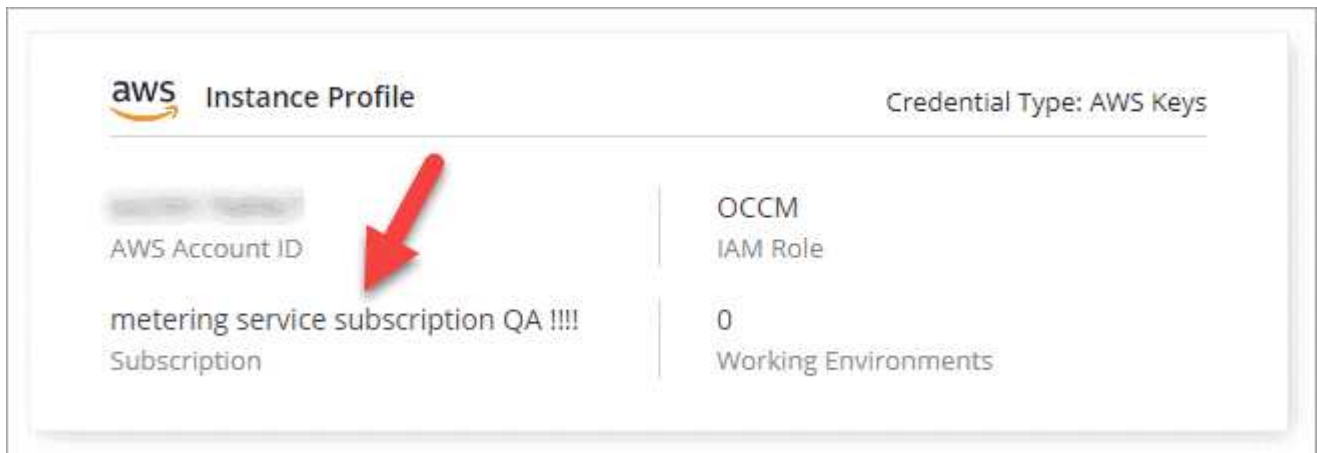 aws Instance Profile
Credential Type: AWS Keys
AWS Account ID
OCCM
IAM Role
metering service subscription QA !!!!
Subscription
0
Working Environments